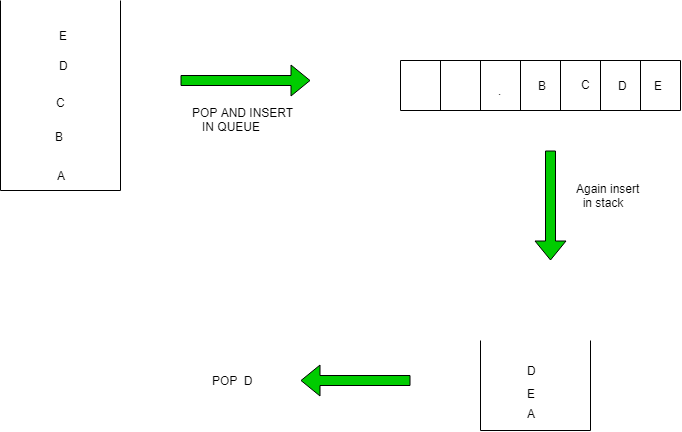 E
D
C
B
A
POP AND INSERT
IN QUEUE
. B C D E
Again insert
in stack
D
E
A
POP D